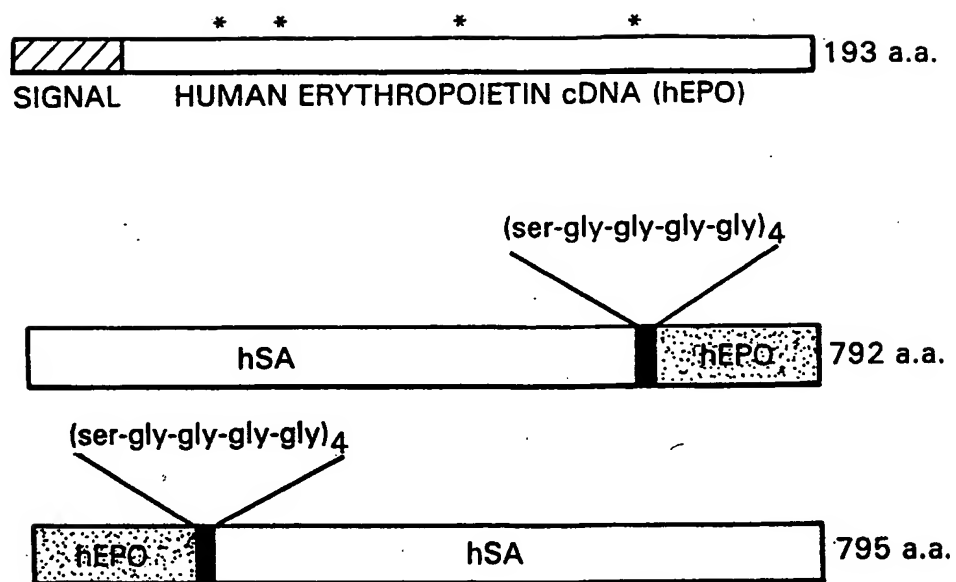 * * * *
193 a.a.
SIGNAL HUMAN ERYTHROPOIETIN cDNA (hEPO)
(ser-gly-gly-gly-gly)4
hSA hEPO 792 a.a.
(ser-gly-gly-gly-gly)4
hEPO hSA 795 a.a.